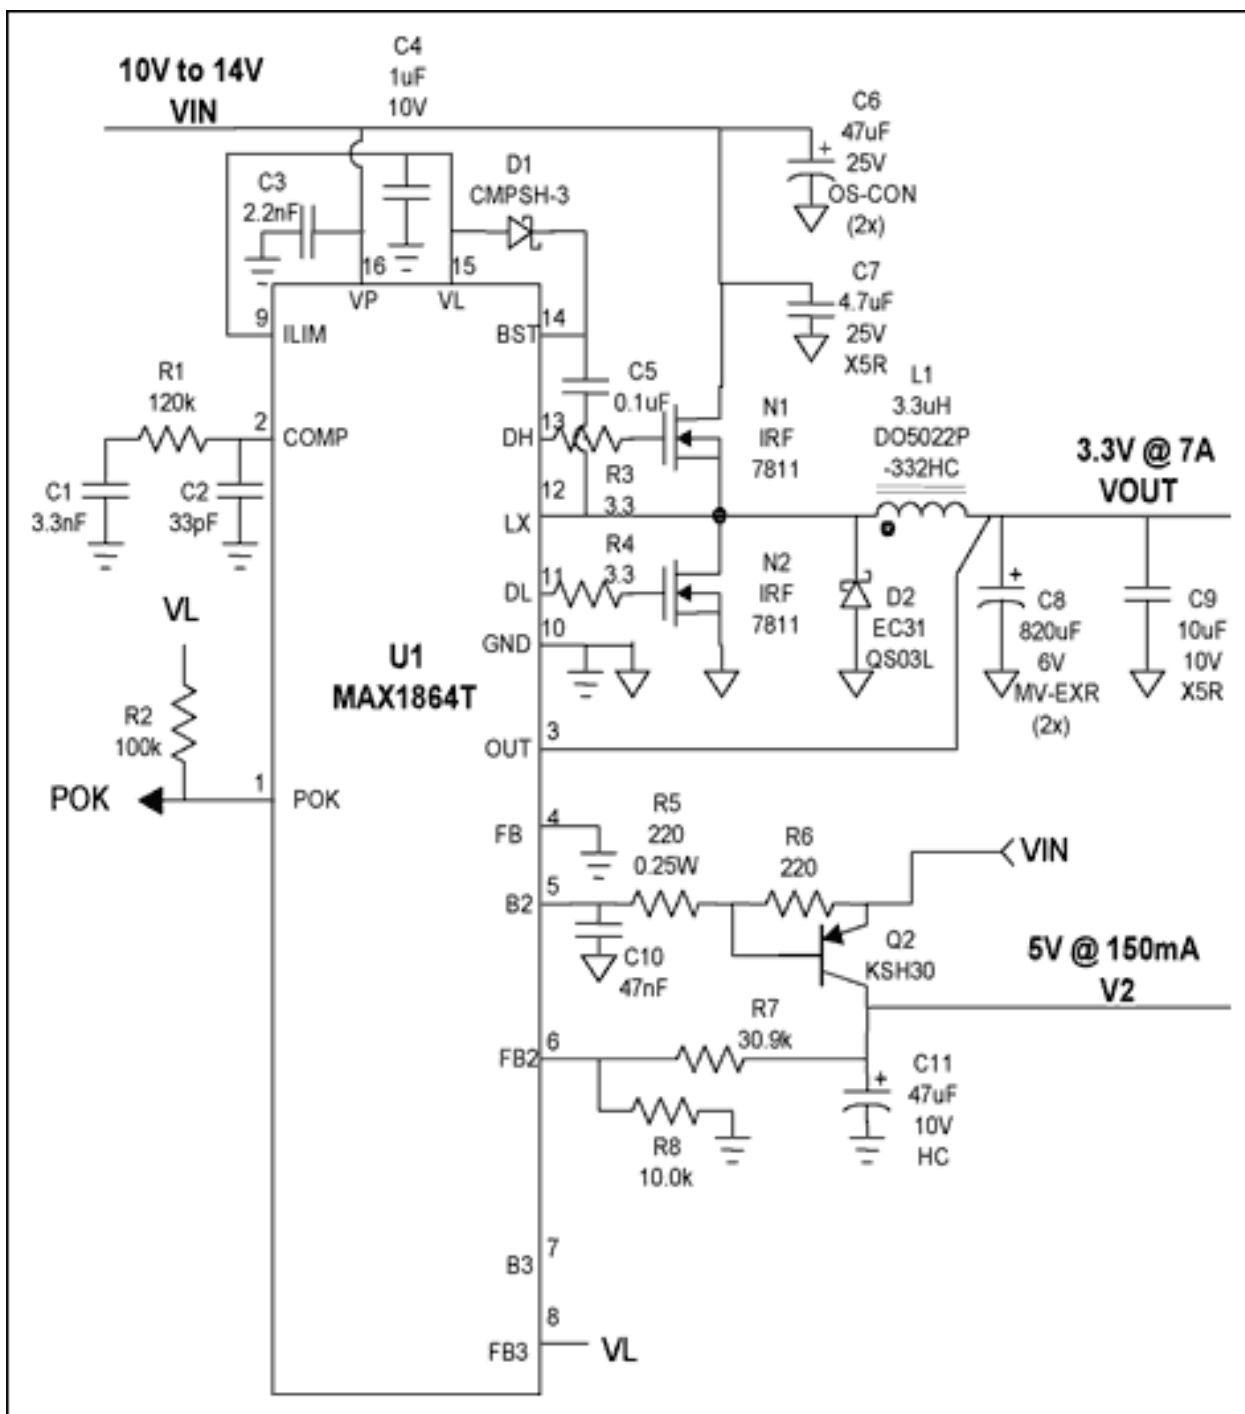 10V to 14V
VIN
C4
1uF
10V
C6
47uF
25V
OS-CON
(2x)
+
C3
2.2nF
D1
CMPSH-3
16
15
VP
VL
C7
4.7uF
25V
X5R
9
ILIM
14
BST
R1
120k
C5
0.1uF
L1
3.3uH
DO5022P
-332HC
2
COMP
13
DH
N1
IRF
7811
3.3V @ 7A
VOUT
C1
3.3nF
C2
33pF
R3
3.3
12
LX
R4
3.3
11
DL
N2
IRF
7811
D2
EC31
QS03L
+
C8
820uF
6V
MV-EXR
(2x)
C9
10uF
10V
X5R
VL
10
GND
U1
MAX1864T
R2
100k
3
OUT
POK
1
POK
4
FB
R5
220
0.25W
R6
220
VIN
5
B2
C10
47nF
Q2
KSH30
5V @ 150mA
V2
R7
30.9k
6
FB2
+
C11
47uF
10V
HC
R8
10.0k
7
B3
8
FB3
VL